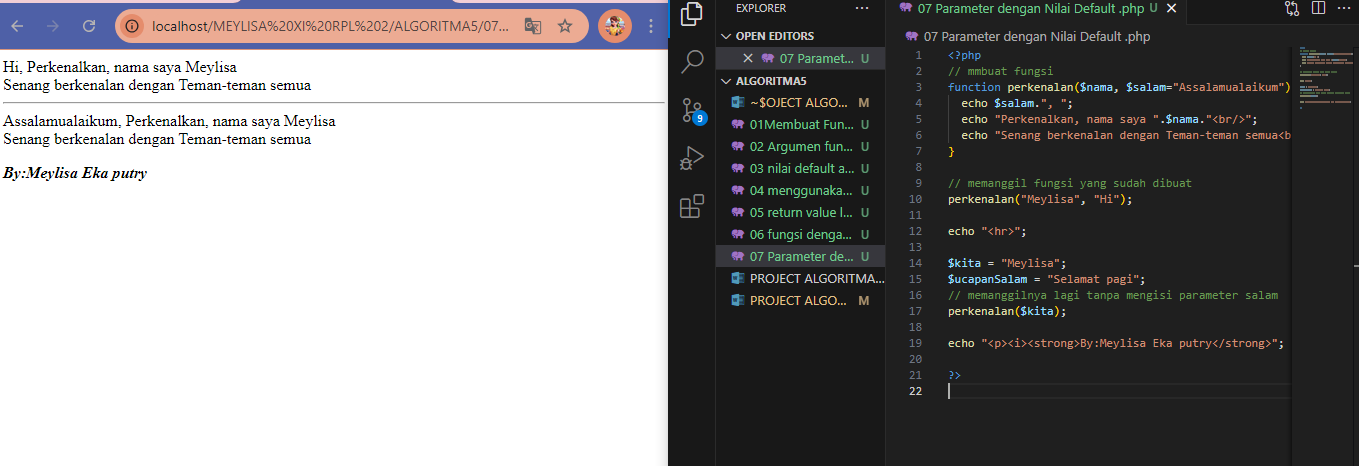 localhost/MEYLISA%20XI%20RPL%202/ALGORITMA5/07...
Hi, Perkenalkan, nama saya Meylisa
Senang berkenalan dengan Teman-teman semua
Assalamualaikum, Perkenalkan, nama saya Meylisa
Senang berkenalan dengan Teman-teman semua
By:Meylisa Eka putry
9
EXPLORER ...
OPEN EDITORS
07 Paramet... U
ALGORITMA5
~$OJECT ALGO... M
01Membuat Fun... U
02 Argumen fun... U
03 nilai default a... U
04 menggunaka... U
05 return value l... U
06 fungsi denga... U
07 Parameter de... U
PROJECT ALGORITMA...
PROJECT ALGO... M
07 Parameter dengan Nilai Default .php U
07 Parameter dengan Nilai Default .php
1 <?php
2 // mmbuat fungsi
3 function perkenalan($nama, $salam="Assalamualaikum")
4 echo $salam.", ";
5 echo "Perkenalkan, nama saya ".$nama."<br/>";
6 echo "Senang berkenalan dengan Teman-teman semua<b
7 }
8
9 // memanggil fungsi yang sudah dibuat
10 perkenalan("Meylisa", "Hi");
11
12 echo "<hr>";
13
14 $kita = "Meylisa";
15 $ucapanSalam = "Selamat pagi";
16 // memanggilnya lagi tanpa mengisi parameter salam
17 perkenalan($kita);
18
19 echo "<p><i><strong>By:Meylisa Eka putry</strong>";
20
21 ?>
22